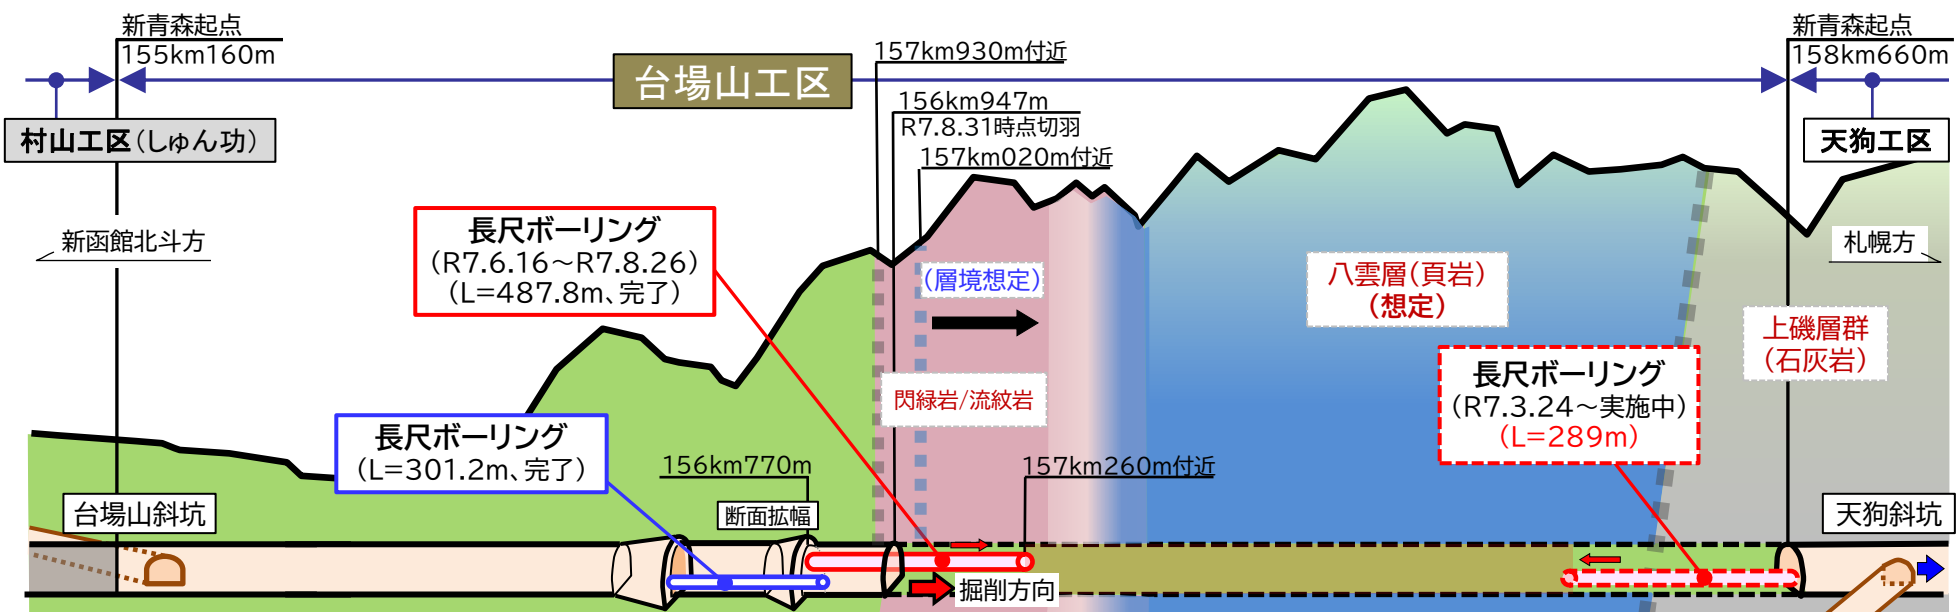 新青森起点
155km160m
台場山工区
157km930m付近
新青森起点
158km660m
156km947m
R7.8.31時点切羽
157km020m付近
村山工区(しゅん功)
天狗工区
新函館北斗方
札幌方
長尺ボーリング
(R7.6.16～R7.8.26)
(L=487.8m、完了)
(層境想定)
八雲層(頁岩)
(想定)
上磯層群
(石灰岩)
閃緑岩/流紋岩
長尺ボーリング
(R7.3.24～実施中)
(L=289m)
長尺ボーリング
(L=301.2m、完了)
156km770m
157km260m付近
台場山斜坑
断面拡幅
天狗斜坑
掘削方向